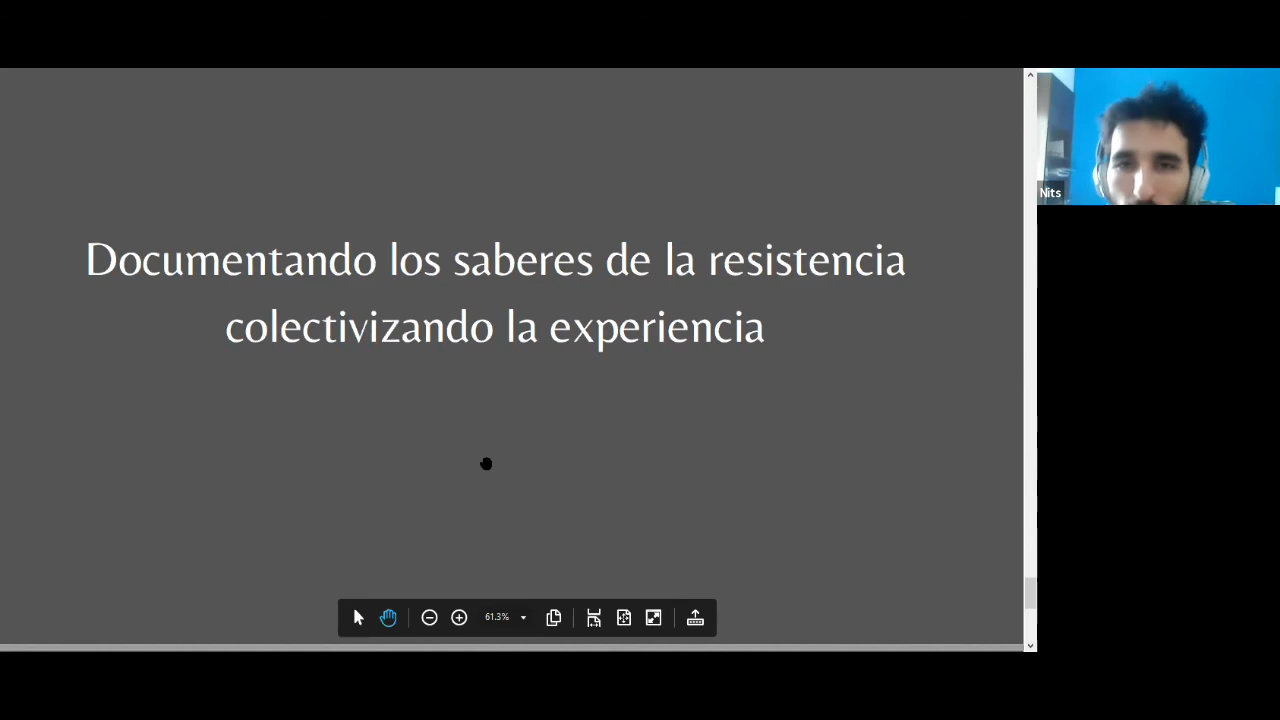 Documentando los saberes de la resistencia
colectivizando la experiencia
Nits
61.3%